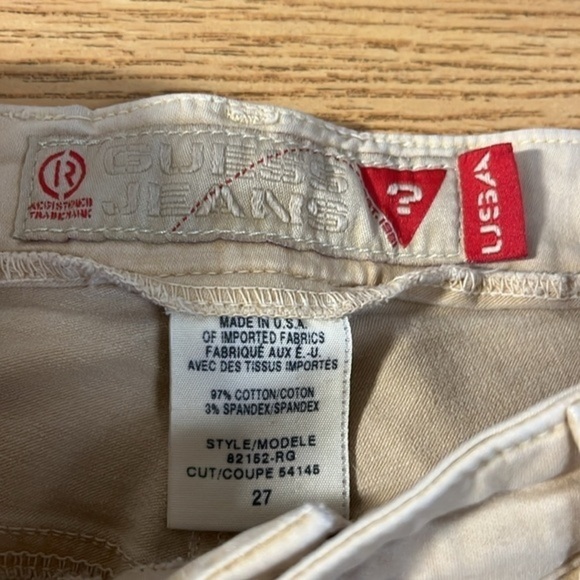 R
REGISTERED
TRADEMARK
GUESS
JEANS
?
USA
MADE IN U.S.A.
OF IMPORTED FABRICS
FABRIQUÉ AUX É.-U.
AVEC DES TISSUS IMPORTÉS
97% COTTON/COTON
3% SPANDEX/SPANDEX
STYLE/MODELE
82152-RG
CUT/COUPE 54145
27